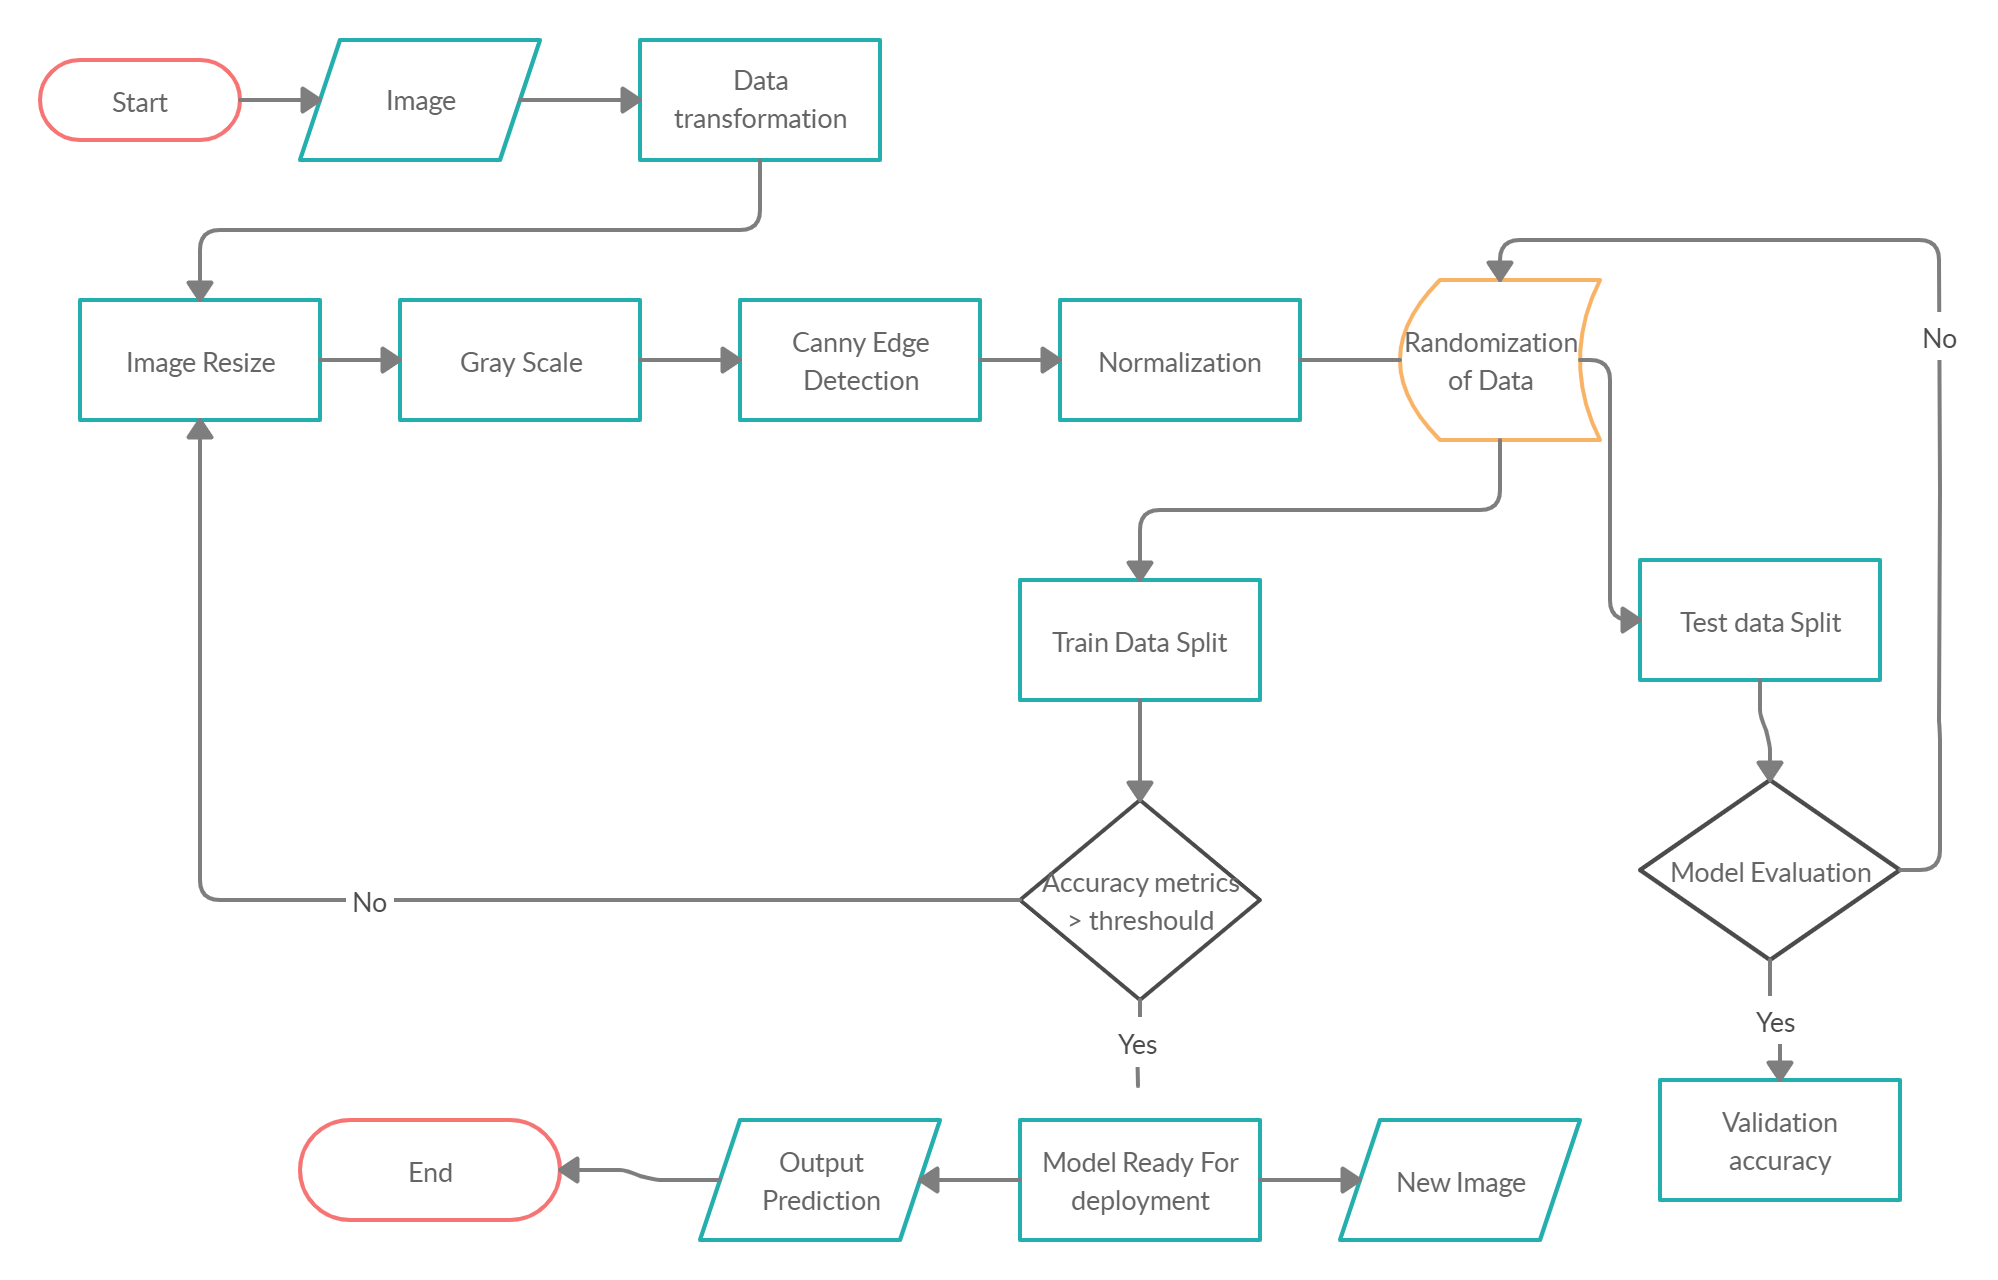 Start
Image
Data
transformation
Image Resize
Gray Scale
Canny Edge
Detection
Normalization
Randomization
of Data
No
Train Data Split
Test data Split
Accuracy metrics
> threshould
No
Model Evaluation
Yes
Yes
Validation
accuracy
End
Output
Prediction
Model Ready For
deployment
New Image